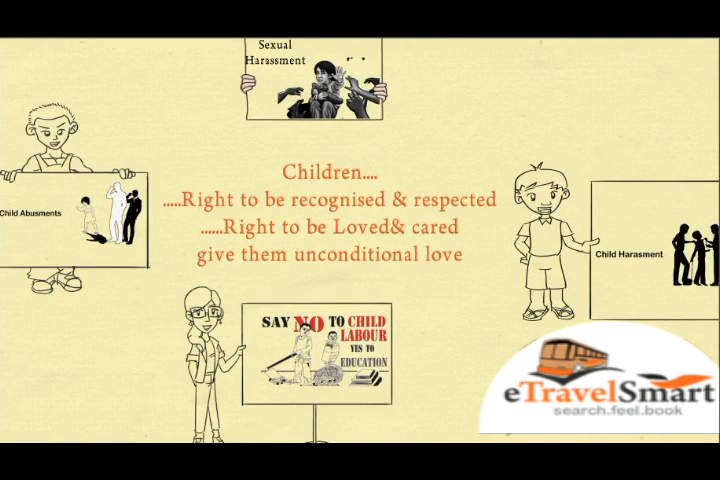 Sexual
Harassment
Children....
.....Right to be recognised & respected
......Right to be Loved& cared
give them unconditional love
Child Abusments
Child Harasment
SAY NO TO CHILD
LABOUR
YES TO
EDUCATION
eTravelSmart
search.feel.book